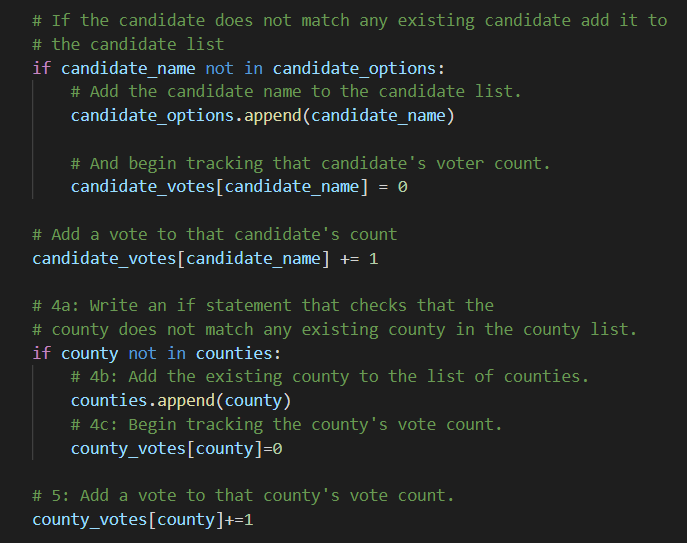 # If the candidate does not match any existing candidate add it to
# the candidate list
if candidate_name not in candidate_options:
# Add the candidate name to the candidate list.
candidate_options.append(candidate_name)
# And begin tracking that candidate's voter count.
candidate_votes[candidate_name] = 0
# Add a vote to that candidate's count
candidate_votes[candidate_name] += 1
# 4a: Write an if statement that checks that the
# county does not match any existing county in the county list.
if county not in counties:
# 4b: Add the existing county to the list of counties.
counties.append(county)
# 4c: Begin tracking the county's vote count.
county_votes[county]=0
# 5: Add a vote to that county's vote count.
county_votes[county]+=1